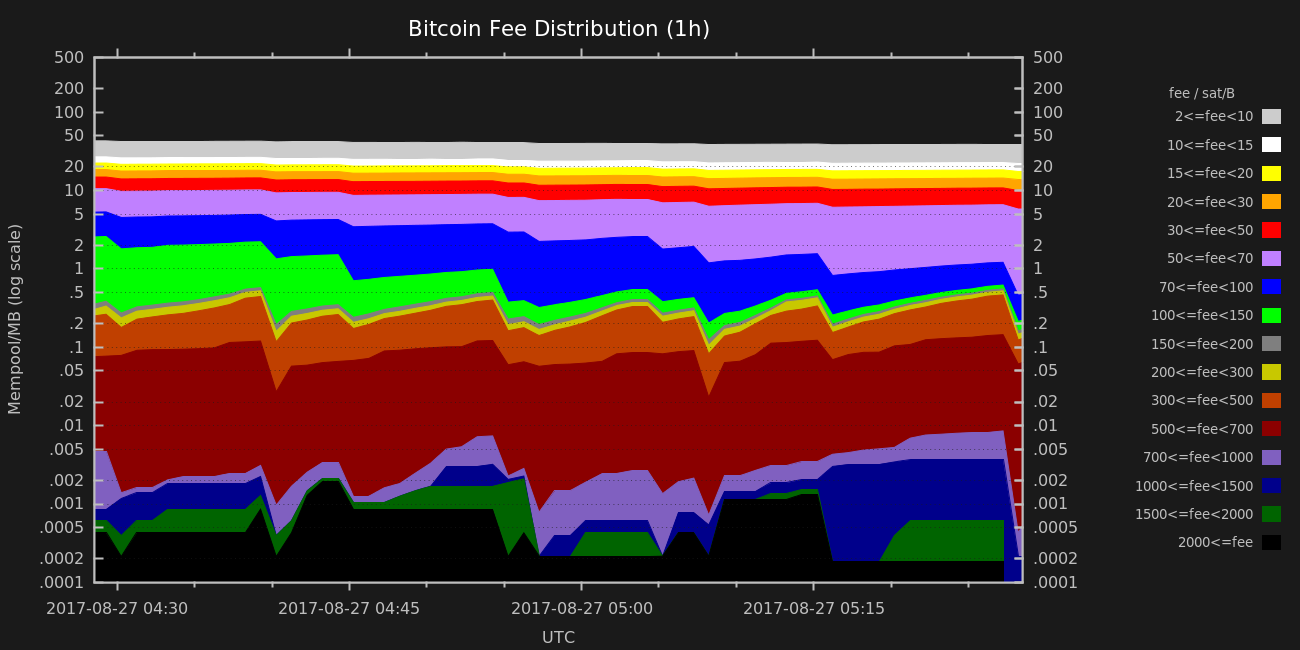 Bitcoin Fee Distribution (1h)
500 500
200 200
100 100
50 50
20 20
10 10
5 5
2 2
1 1
.5 .5
.2 .2
.1 .1
.05 .05
.02 .02
.01 .01
.005 .005
.002 .002
.001 .001
.0005 .0005
.0002 .0002
.0001 .0001
Mempool/MB (log scale)
2017-08-27 04:30 2017-08-27 04:45 2017-08-27 05:00 2017-08-27 05:15
UTC
fee / sat/B
2<=fee<10
10<=fee<15
15<=fee<20
20<=fee<30
30<=fee<50
50<=fee<70
70<=fee<100
100<=fee<150
150<=fee<200
200<=fee<300
300<=fee<500
500<=fee<700
700<=fee<1000
1000<=fee<1500
1500<=fee<2000
2000<=fee